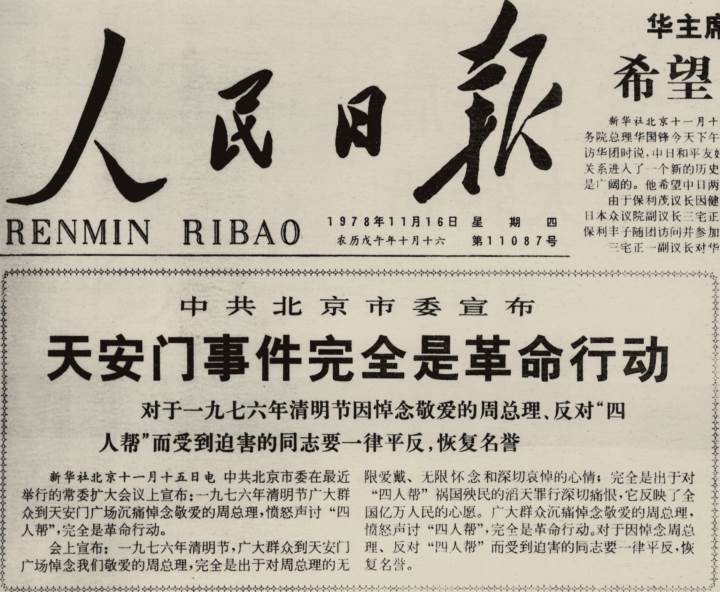 人民日报
RENMIN RIBAO
1978年11月16日 星期四
农历戊午年十月十六 第11087号
华主席
希望
新华社北京十一月十
务院总理华国锋今天下午
访华团时说,中日和平友好
关系进入了一个新的历史
是广阔的。他希望中日两
由于保利茂议长因健
日本众议院副议长三宅正一
保利丰子随团访问并参加
三宅正一副议长对华
中共北京市委宣布
天安门事件完全是革命行动
对于一九七六年清明节因悼念敬爱的周总理、反对“四
人帮”而受到迫害的同志要一律平反,恢复名誉
新华社北京十一月十五日电 中共北京市委在最近
举行的常委扩大会议上宣布:一九七六年清明节广大群
众到天安门广场沉痛悼念敬爱的周总理,愤怒声讨“四
人帮”,完全是革命行动。
会上宣布:一九七六年清明节,广大群众到天安门
广场悼念我们敬爱的周总理,完全是出于对周总理的无
限爱戴、无限怀念和深切哀悼的心情;完全是出于对
“四人帮”祸国殃民的滔天罪行深切痛恨,它反映了全
国亿万人民的心愿。广大群众沉痛悼念敬爱的周总理,
愤怒声讨“四人帮”,完全是革命行动。对于因悼念周总
理、反对“四人帮”而受到迫害的同志要一律平反,恢
复名誉。